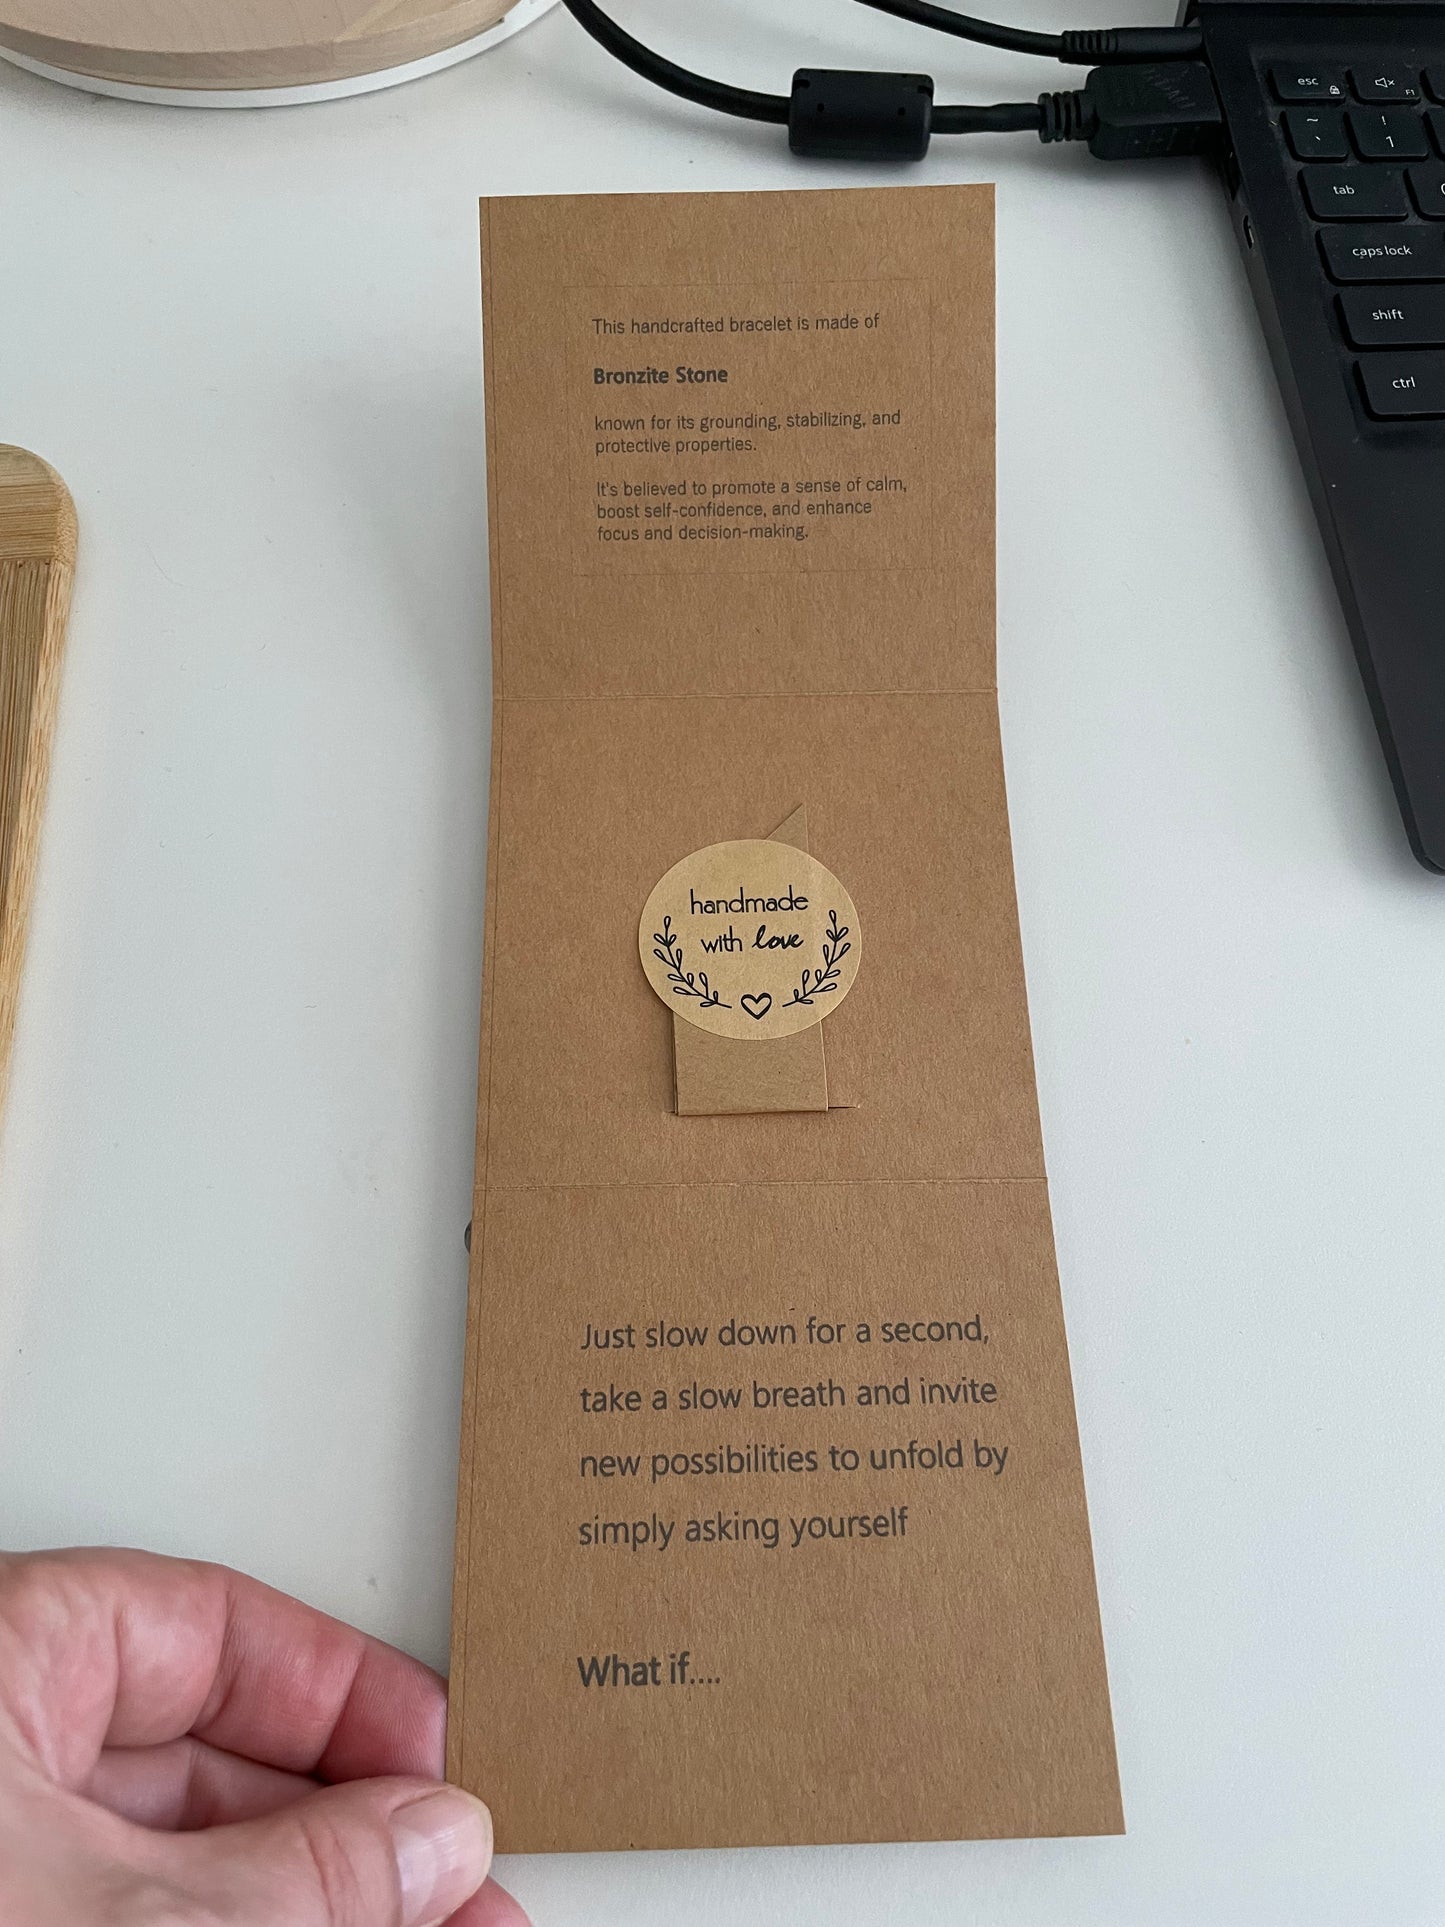 This handcrafted bracelet is made of
Bronzite Stone
known for its grounding, stabilizing, and
protective properties.
It's believed to promote a sense of calm,
boost self-confidence, and enhance
focus and decision-making.
handmade
with love
Just slow down for a second,
take a slow breath and invite
new possibilities to unfold by
simply asking yourself
What if....
esc
F1
~
`
!
1
tab
caps lock
shift
ctrl